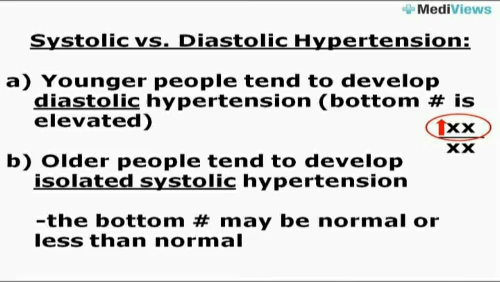 MediViews
Systolic vs. Diastolic Hypertension:
a) Younger people tend to develop
diastolic hypertension (bottom # is
elevated)
xx
xx
b) Older people tend to develop
isolated systolic hypertension
-the bottom # may be normal or
less than normal